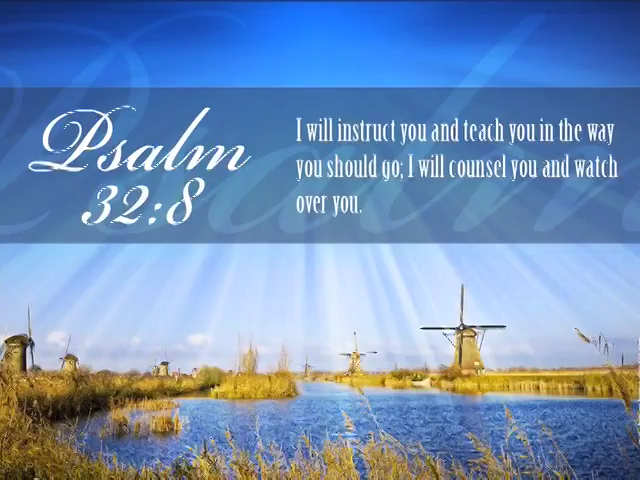 Psalm
32:8
I will instruct you and teach you in the way
you should go; I will counsel you and watch
over you.